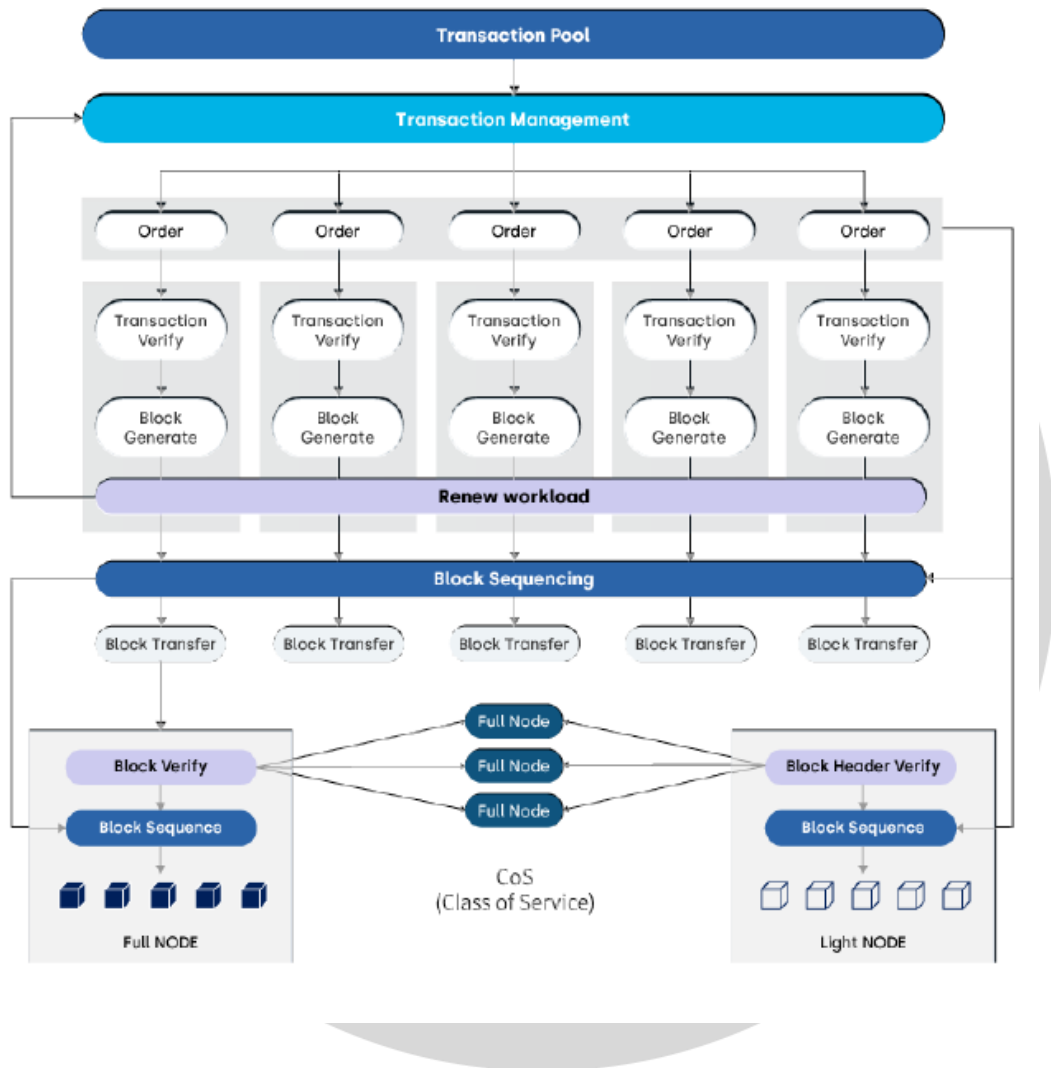 Transaction Pool
Transaction Management
Order Order Order Order Order
Transaction Transaction Transaction Transaction Transaction
Verify Verify Verify Verify Verify
Block Block Block Block Block
Generate Generate Generate Generate Generate
Renew workload
Block Sequencing
Block Transfer Block Transfer Block Transfer Block Transfer Block Transfer
Full Node
Block Verify Full Node Block Header Verify
Full Node
Block Sequence Block Sequence
CoS
(Class of Service)
Full NODE Light NODE